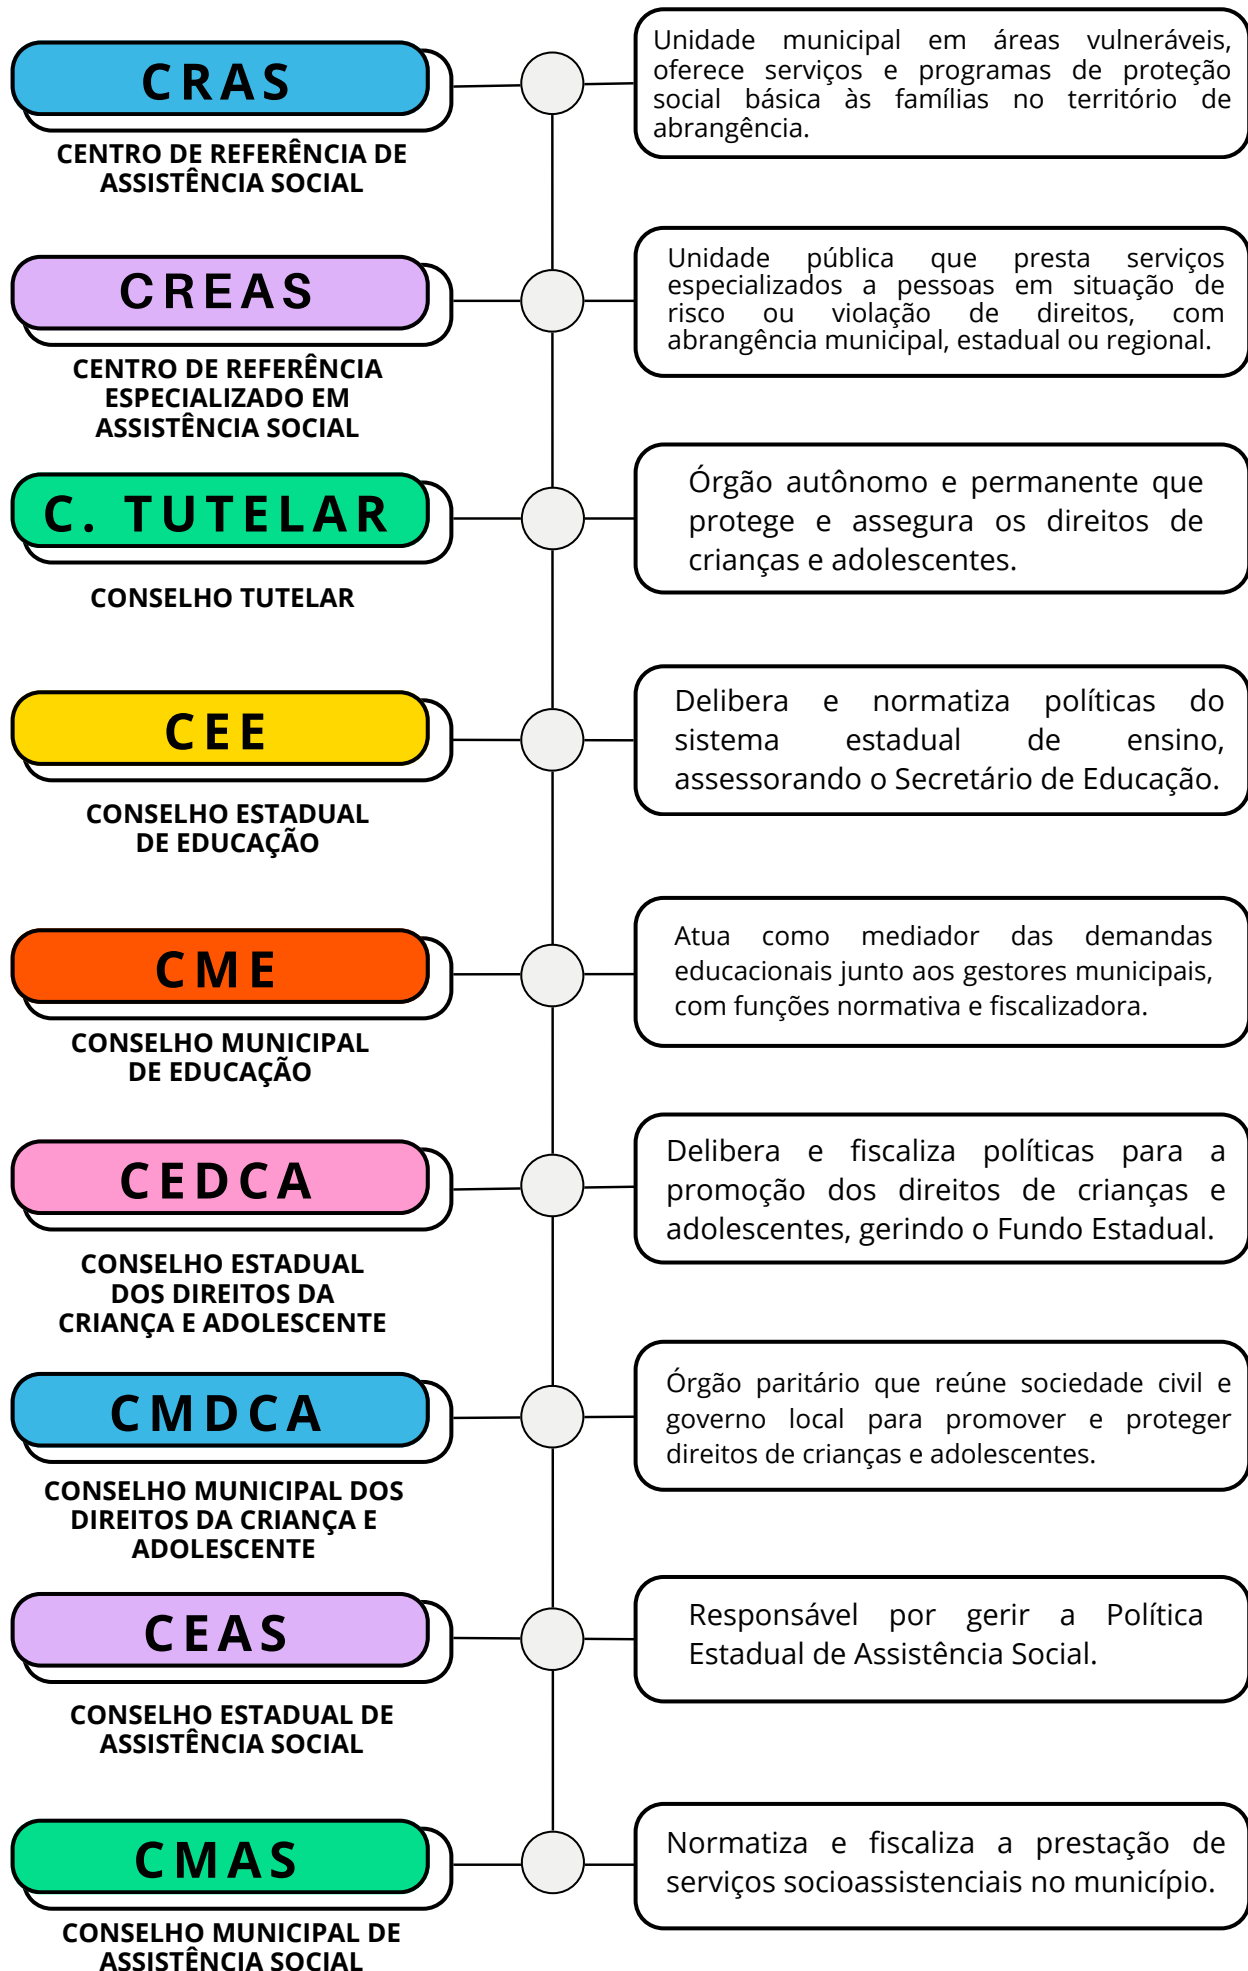 CRAS
CENTRO DE REFERÊNCIA DE
ASSISTÊNCIA SOCIAL
Unidade municipal em áreas vulneráveis,
oferece serviços e programas de proteção
social básica às famílias no território de
abrangência.
CREAS
CENTRO DE REFERÊNCIA
ESPECIALIZADO EM
ASSISTÊNCIA SOCIAL
Unidade pública que presta serviços
especializados a pessoas em situação de
risco ou violação de direitos, com
abrangência municipal, estadual ou regional.
C. TUTELAR
CONSELHO TUTELAR
Órgão autônomo e permanente que
protege e assegura os direitos de
crianças e adolescentes.
CEE
CONSELHO ESTADUAL
DE EDUCAÇÃO
Delibera e normatiza políticas do
sistema estadual de ensino,
assessorando o Secretário de Educação.
CME
CONSELHO MUNICIPAL
DE EDUCAÇÃO
Atua como mediador das demandas
educacionais junto aos gestores municipais,
com funções normativa e fiscalizadora.
CEDCA
CONSELHO ESTADUAL
DOS DIREITOS DA
CRIANÇA E ADOLESCENTE
Delibera e fiscaliza políticas para a
promoção dos direitos de crianças e
adolescentes, gerindo o Fundo Estadual.
CMDCA
CONSELHO MUNICIPAL DOS
DIREITOS DA CRIANÇA E
ADOLESCENTE
Órgão paritário que reúne sociedade civil e
governo local para promover e proteger
direitos de crianças e adolescentes.
CEAS
CONSELHO ESTADUAL DE
ASSISTÊNCIA SOCIAL
Responsável por gerir a Política
Estadual de Assistência Social.
CMAS
CONSELHO MUNICIPAL DE
ASSISTÊNCIA SOCIAL
Normatiza e fiscaliza a prestação de
serviços socioassistenciais no município.